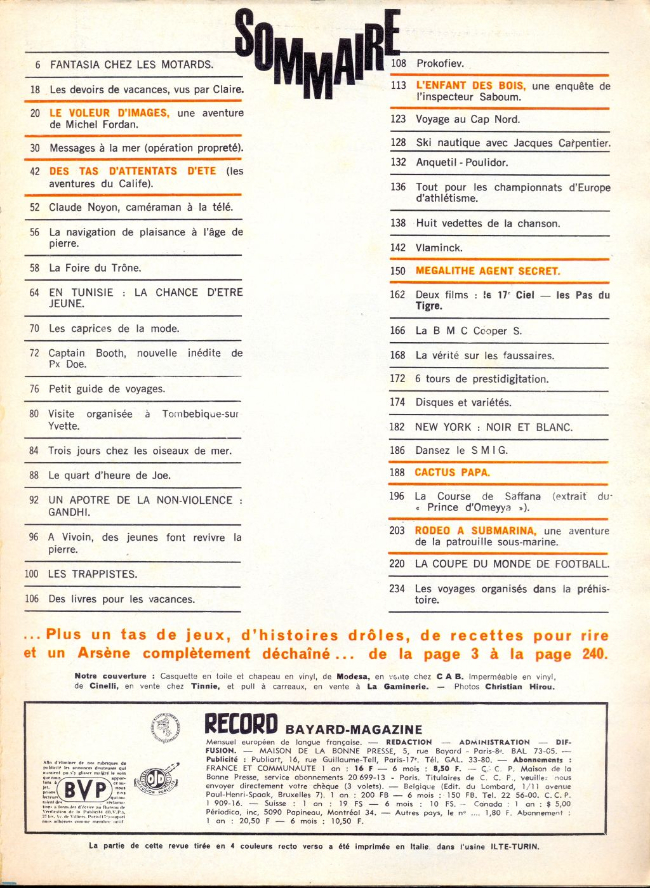 SOMMAIRE
6 FANTASIA CHEZ LES MOTARDS.
18 Les devoirs de vacances, vus par Claire.
20 LE VOLEUR D'IMAGES, une aventure
de Michel Fordan.
30 Messages à la mer (opération propreté).
42 DES TAS D'ATTENTATS D'ETE (les
aventures du Calife).
52 Claude Noyon, caméraman à la télé.
56 La navigation de plaisance à l'âge de
pierre.
58 La Foire du Trône.
64 EN TUNISIE : LA CHANCE D'ETRE
JEUNE.
70 Les caprices de la mode.
72 Captain Booth, nouvelle inédite de
Px Doe.
76 Petit guide de voyages.
80 Visite organisée à Tombebique-sur
Yvette.
84 Trois jours chez les oiseaux de mer.
88 Le quart d'heure de Joe.
92 UN APOTRE DE LA NON-VIOLENCE :
GANDHI.
96 A Vivoin, des jeunes font revivre la
pierre.
100 LES TRAPPISTES.
106 Des livres pour les vacances.
108 Prokofiev.
113 L'ENFANT DES BOIS, une enquête de
l'inspecteur Saboum.
123 Voyage au Cap Nord.
128 Ski nautique avec Jacques Carpentier.
132 Anquetil - Poulidor.
136 Tout pour les championnats d'Europe
d'athlétisme.
138 Huit vedettes de la chanson.
142 Vlaminck.
150 MEGALITHE AGENT SECRET.
162 Deux films : le 17e Ciel — les Pas du
Tigre.
166 La B M C Cooper S.
168 La vérité sur les faussaires.
172 6 tours de prestidigitation.
174 Disques et variétés.
182 NEW YORK : NOIR ET BLANC.
186 Dansez le S M I G.
188 CACTUS PAPA.
196 La Course de Saffana (extrait du
« Prince d'Omeyya »).
203 RODEO A SUBMARINA, une aventure
de la patrouille sous-marine.
220 LA COUPE DU MONDE DE FOOTBALL.
234 Les voyages organisés dans la préhis-
toire.
... Plus un tas de jeux, d'histoires drôles, de recettes pour rire
et un Arsène complètement déchaîné... de la page 3 à la page 240.
Notre couverture : Casquette en toile et chapeau en vinyl, de Modesa, en vente chez C A B. Imperméable en vinyl,
de Cinelli, en vente chez Tinnie, et pull à carreaux, en vente à La Gaminerie. — Photos Christian Hirou.
RECORD BAYARD-MAGAZINE
Mensuel européen de langue française. — REDACTION — ADMINISTRATION — DIF-
FUSION. — MAISON DE LA BONNE PRESSE, 5, rue Bayard - Paris-8e. BAL 73-05. —
Publicité : Publiart, 16, rue Guillaume-Tell, Paris-17e. Tél. GAL. 33-80. — Abonnements :
FRANCE ET COMMUNAUTE 1 an : 16 F — 6 mois : 8,50 F. — C. C. P. Maison de la
Bonne Presse, service abonnements 20 699-13 - Paris. Titulaires de C. C. P., veuillez nous
envoyer directement votre chèque (3 volets). — Belgique (Edit. du Lombard, 1/11 avenue
Paul-Henri-Spaak, Bruxelles 7). 1 an : 200 FB — 6 mois : 150 FB. Tel. 22 56-00. C. C. P.
1 909-16. — Suisse : 1 an : 19 FS — 6 mois : 10 FS. — Canada : 1 an : $ 5,00
Périodica, inc, 5090 Papineau, Montréal 34. — Autres pays, le n° .... 1,80 F. Abonnement :
1 an : 20,50 F — 6 mois : 10,50 F.
BVP
OJD
La partie de cette revue tirée en 4 couleurs recto verso a été imprimée en Italie, dans l'usine ILTE-TURIN.